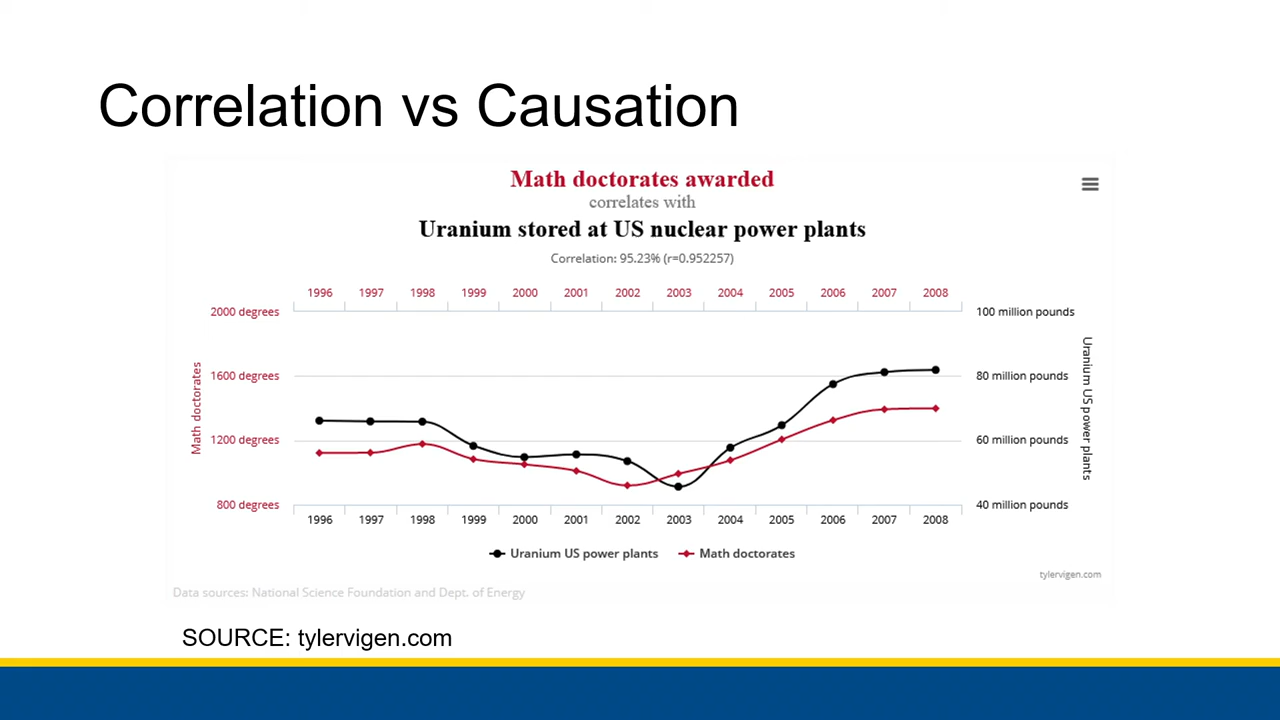 Correlation vs Causation
Math doctorates awarded
correlates with
Uranium stored at US nuclear power plants
Correlation: 95.23% (r=0.952257)
1996 1997 1998 1999 2000 2001 2002 2003 2004 2005 2006 2007 2008
2000 degrees 100 million pounds
1600 degrees 80 million pounds
Math doctorates
Uranium US power plants
1200 degrees 60 million pounds
800 degrees 40 million pounds
1996 1997 1998 1999 2000 2001 2002 2003 2004 2005 2006 2007 2008
Uranium US power plants Math doctorates
tylervigen.com
Data sources: National Science Foundation and Dept. of Energy
SOURCE: tylervigen.com